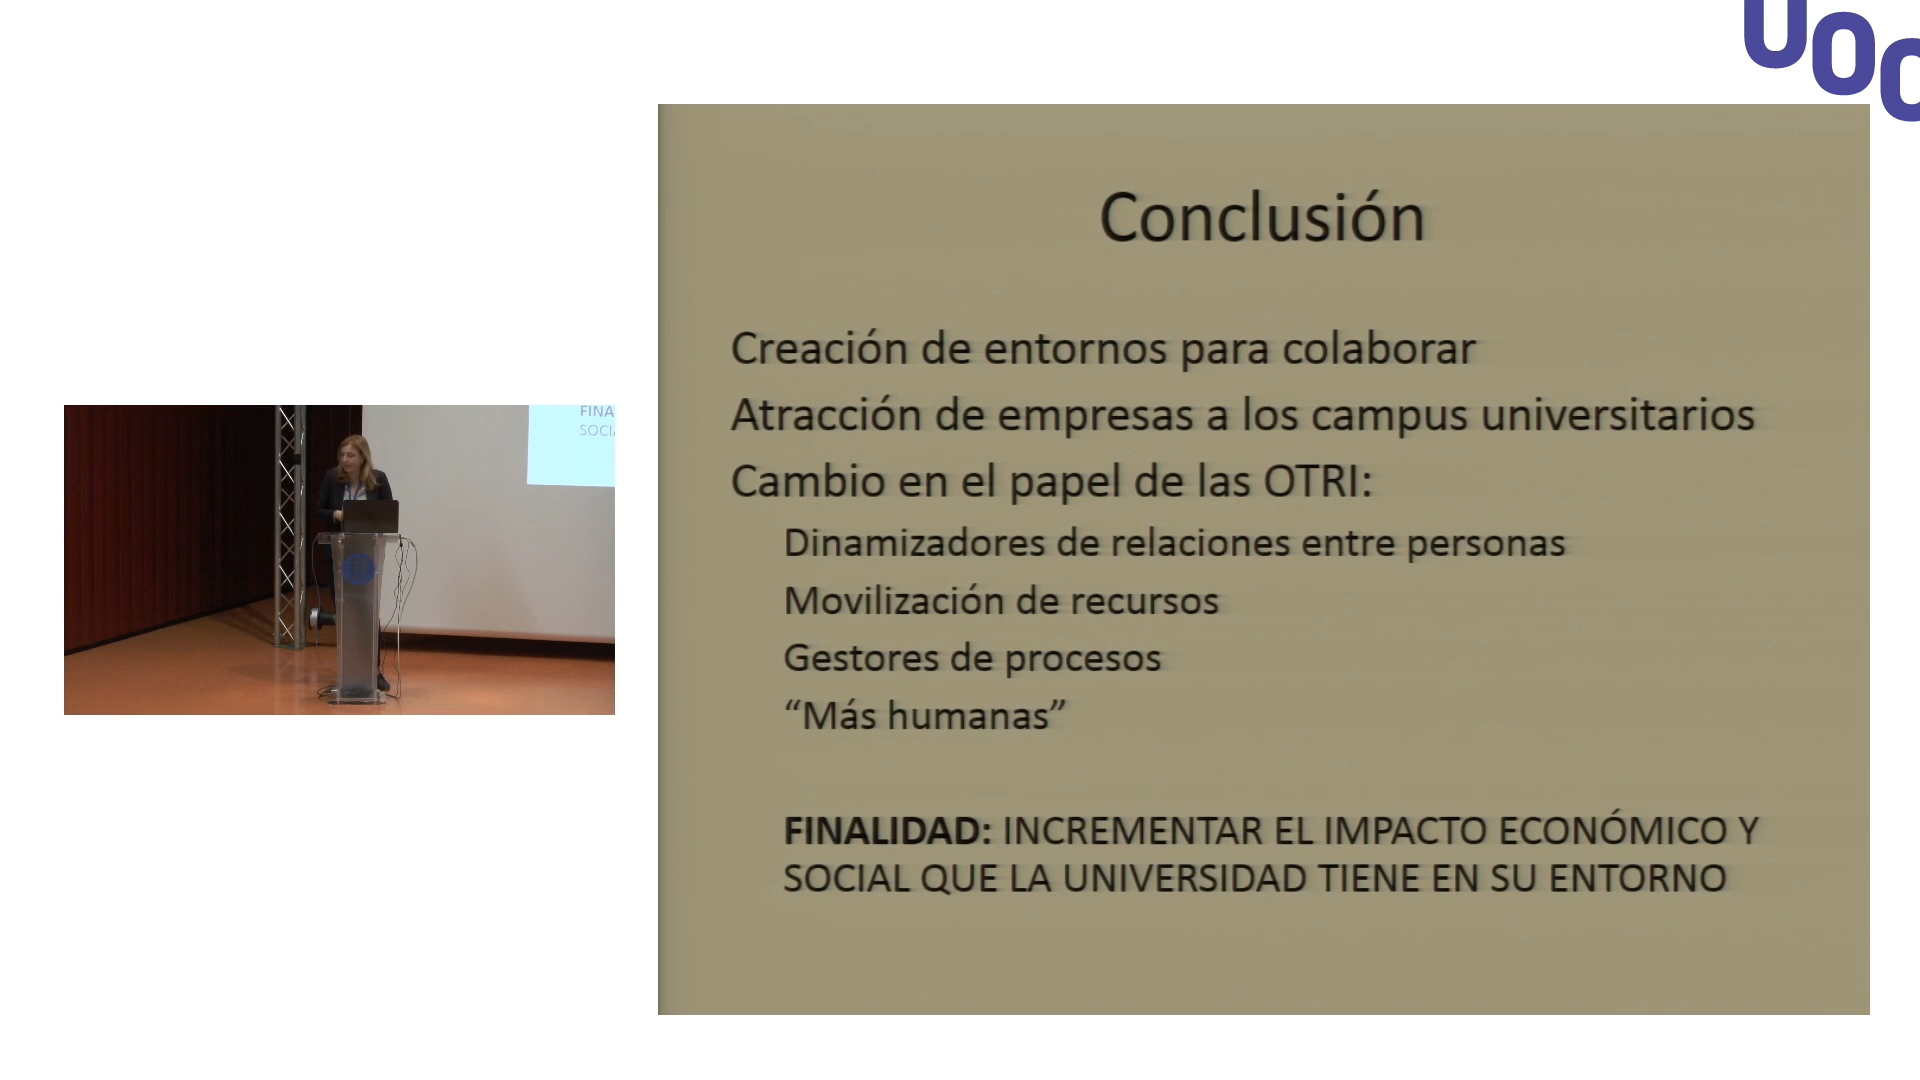 UOC
Conclusión
Creación de entornos para colaborar
Atracción de empresas a los campus universitarios
Cambio en el papel de las OTRI:
Dinamizadores de relaciones entre personas
Movilización de recursos
Gestores de procesos
“Más humanas”
FINALIDAD: INCREMENTAR EL IMPACTO ECONÓMICO Y
SOCIAL QUE LA UNIVERSIDAD TIENE EN SU ENTORNO
FINA
SOCIA